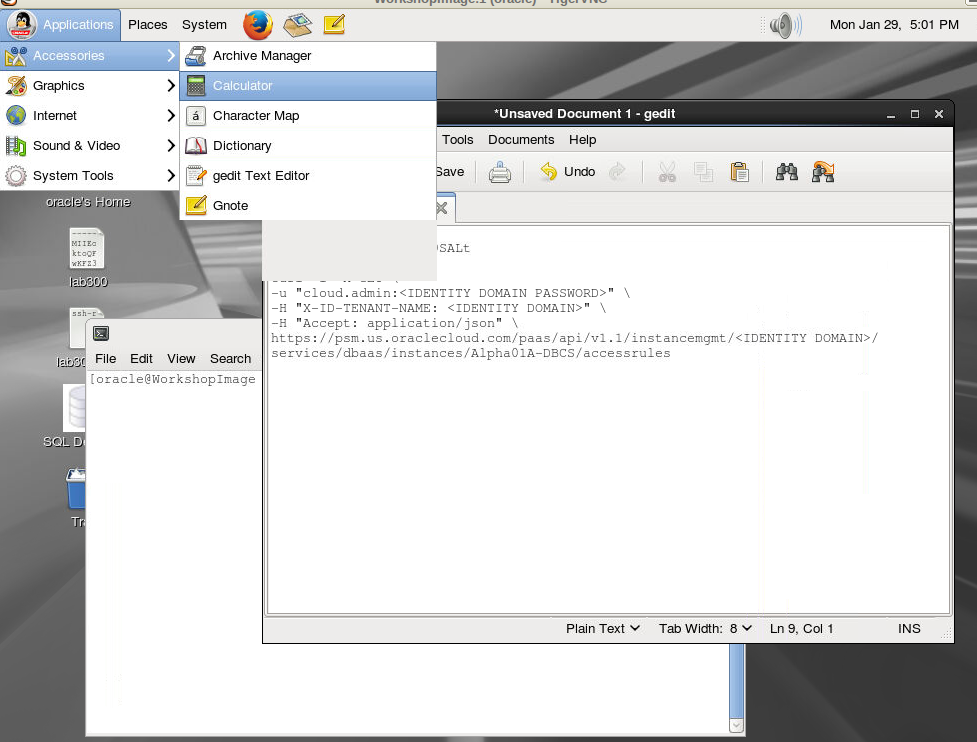 WorkshopImage:1 (oracle) - TigerVNC
Applications Places System Mon Jan 29, 5:01 PM
Accessories
Graphics
Internet
Sound & Video
System Tools
Archive Manager
Calculator
Character Map
Dictionary
gedit Text Editor
Gnote
oracle's Home
MIIEo
ktoQF
wKFZ3
lab300
ssh-r
lab30
SQL De
Tr
File Edit View Search
[oracle@WorkshopImage
*Unsaved Document 1 - gedit
Tools Documents Help
Save Undo
SALt
-u "cloud.admin:<IDENTITY DOMAIN PASSWORD>" \
-H "X-ID-TENANT-NAME: <IDENTITY DOMAIN>" \
-H "Accept: application/json" \
https://psm.us.oraclecloud.com/paas/api/v1.1/instancemgmt/<IDENTITY DOMAIN>/
services/dbaas/instances/Alpha01A-DBCS/accessrules
Plain Text Tab Width: 8 Ln 9, Col 1 INS